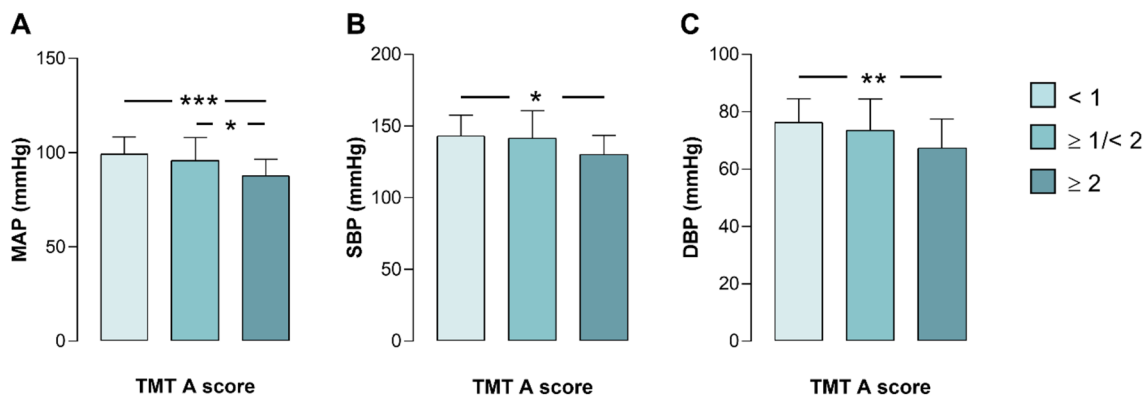 A
MAP (mmHg)
150
100
50
0
***
*
TMT A score
B
SBP (mmHg)
200
150
100
50
0
*
TMT A score
C
DBP (mmHg)
100
80
60
40
20
0
**
TMT A score
< 1
≥ 1/< 2
≥ 2